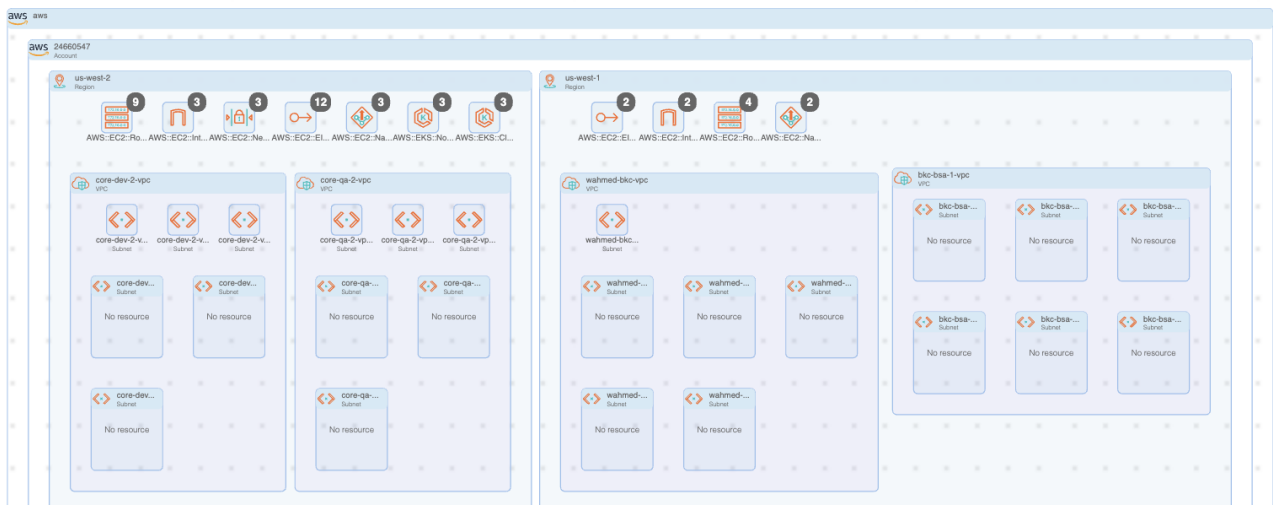 aws aws
aws 24660547
Account
us-west-2
Region
9 3 3 12 3 3 3
AWS::EC2::Ro... AWS::EC2::Int... AWS::EC2::Ne... AWS::EC2::El... AWS::EC2::Na... AWS::EKS::No... AWS::EKS::Cl...
core-dev-2-vpc
VPC
core-dev-2-v... core-dev-2-v... core-dev-2-v...
Subnet Subnet Subnet
core-dev... core-dev...
Subnet Subnet
No resource No resource
core-dev...
Subnet
No resource
core-qa-2-vpc
VPC
core-qa-2-vp... core-qa-2-vp... core-qa-2-vp...
Subnet Subnet Subnet
core-qa-... core-qa-...
Subnet Subnet
No resource No resource
core-qa-...
Subnet
No resource
us-west-1
Region
2 2 4 2
AWS::EC2::El... AWS::EC2::Int... AWS::EC2::Ro... AWS::EC2::Na...
wahmed-bkc-vpc
VPC
wahmed-bkc...
Subnet
wahmed-... wahmed-... wahmed-...
Subnet Subnet Subnet
No resource No resource No resource
wahmed-... wahmed-...
Subnet Subnet
No resource No resource
bkc-bsa-1-vpc
VPC
bkc-bsa-... bkc-bsa-... bkc-bsa-...
Subnet Subnet Subnet
No resource No resource No resource
bkc-bsa-... bkc-bsa-... bkc-bsa-...
Subnet Subnet Subnet
No resource No resource No resource